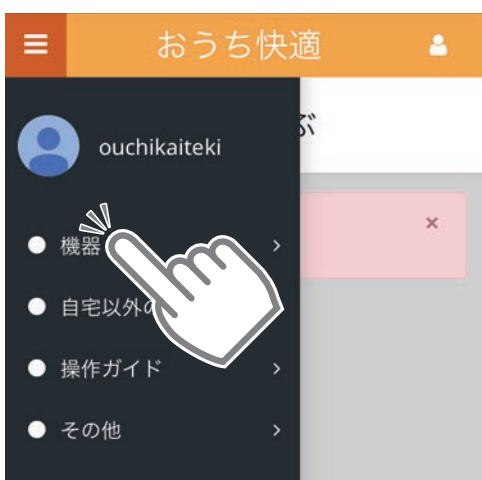 おうち快適
ぶ
ouchikaiteki
×
機器
自宅以外の
操作ガイド
その他